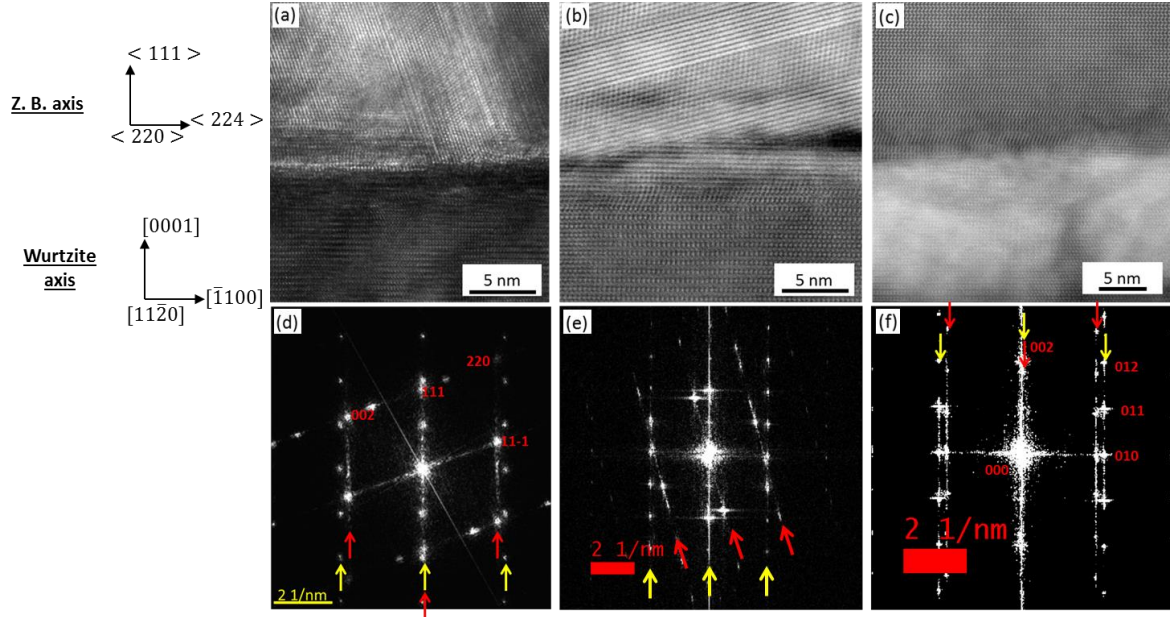 Z. B. axis
< 111 >
< 224 >
< 220 >
Wurtzite
axis
[0001]
[1̅100]
[112̅0]
(a)
5 nm
(b)
5 nm
(c)
5 nm
(d)
220
111
002
11-1
2 1/nm
(e)
2 1/nm
(f)
002
012
011
010
000
2 1/nm